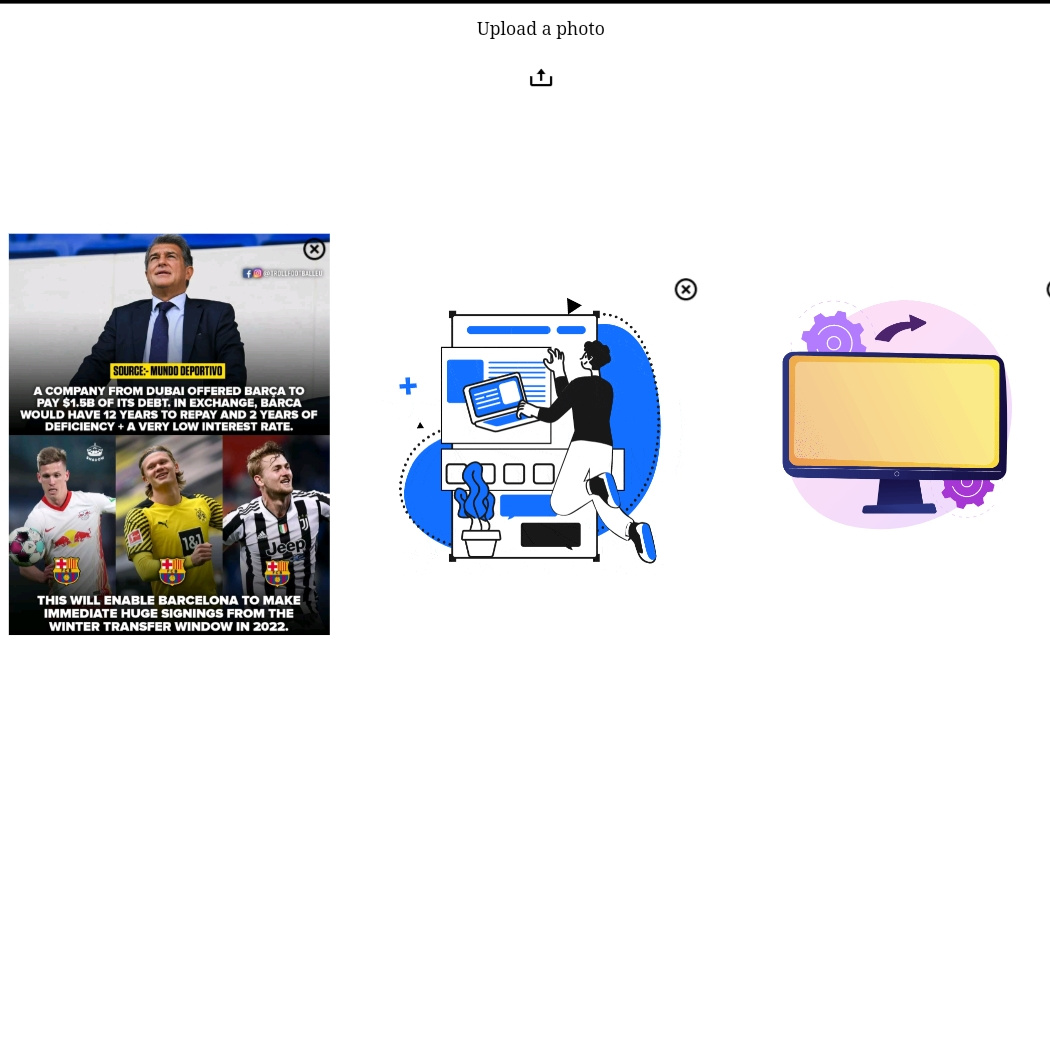 Upload a photo
@TROLLFOOTBALLEU
SOURCE:- MUNDO DEPORTIVO
A COMPANY FROM DUBAI OFFERED BARÇA TO
PAY $1.5B OF ITS DEBT. IN EXCHANGE, BARCA
WOULD HAVE 12 YEARS TO REPAY AND 2 YEARS OF
DEFICIENCY + A VERY LOW INTEREST RATE.
1&1
Jeep
THIS WILL ENABLE BARCELONA TO MAKE
IMMEDIATE HUGE SIGNINGS FROM THE
WINTER TRANSFER WINDOW IN 2022.